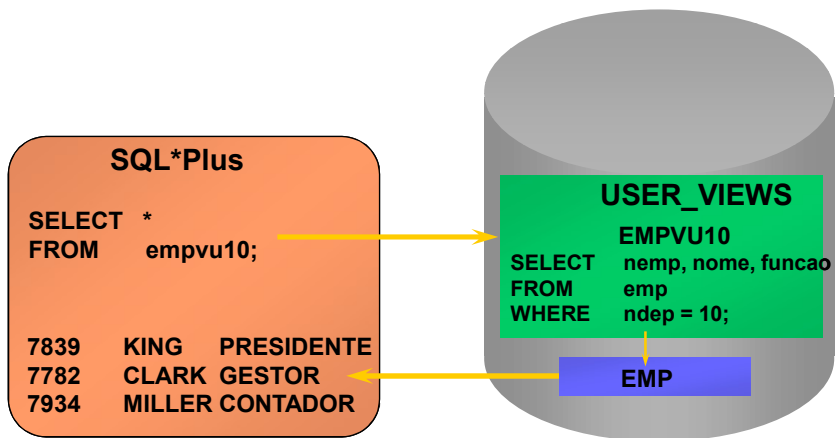 SQL*Plus
SELECT *
FROM empvu10;
7839 KING PRESIDENTE
7782 CLARK GESTOR
7934 MILLER CONTADOR
USER_VIEWS
EMPVU10
SELECT nemp, nome, funcao
FROM emp
WHERE ndep = 10;
EMP